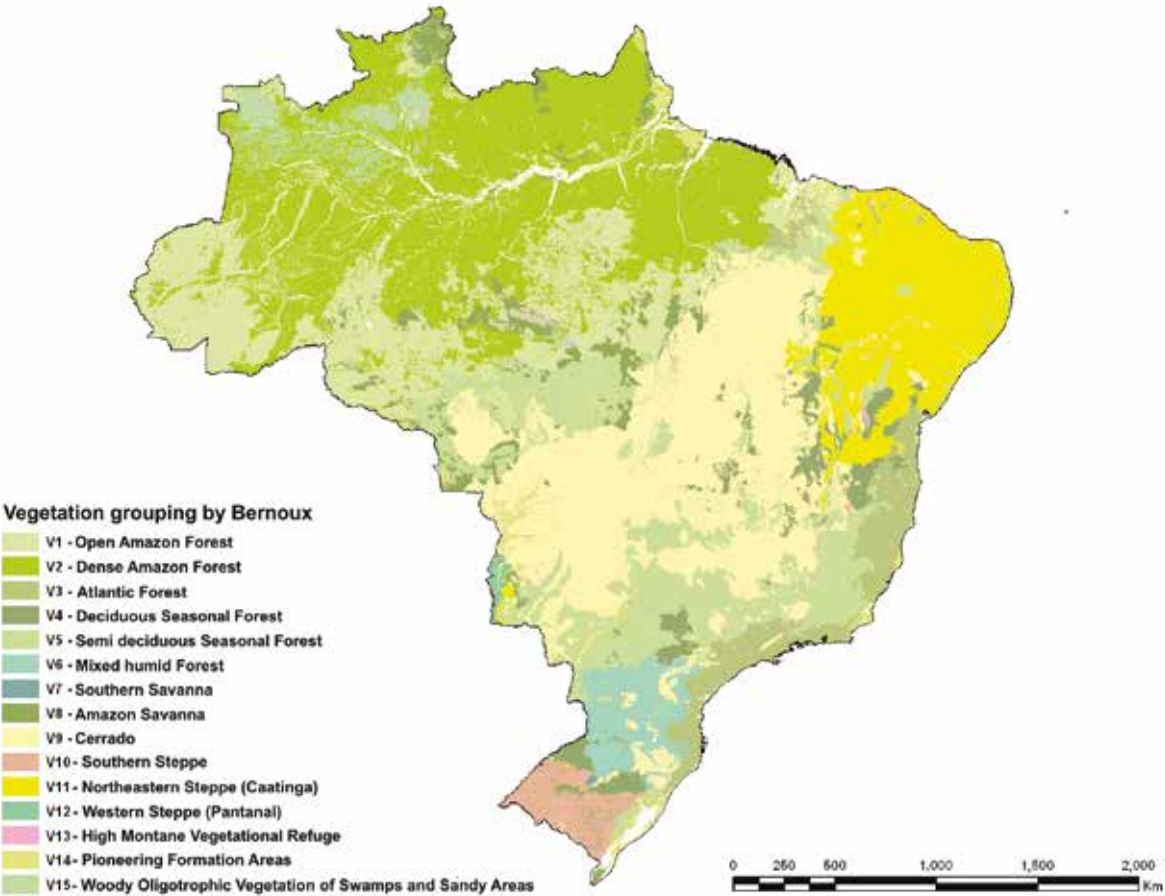 Vegetation grouping by Bernoux
V1 - Open Amazon Forest
V2 - Dense Amazon Forest
V3 - Atlantic Forest
V4 - Deciduous Seasonal Forest
V5 - Semi deciduous Seasonal Forest
V6 - Mixed humid Forest
V7 - Southern Savanna
V8 - Amazon Savanna
V9 - Cerrado
V10 - Southern Steppe
V11 - Northeastern Steppe (Caatinga)
V12 - Western Steppe (Pantanal)
V13 - High Montane Vegetational Refuge
V14 - Pioneering Formation Areas
V15 - Woody Oligotrophic Vegetation of Swamps and Sandy Areas
0 250 500 1,000 1,500 2,000
Km